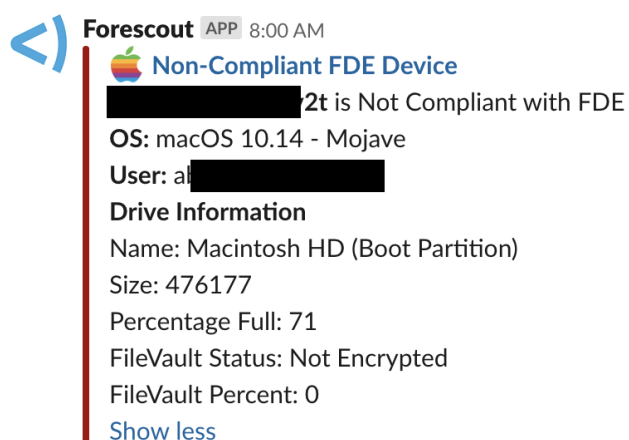 Forescout APP 8:00 AM
Non-Compliant FDE Device
2t is Not Compliant with FDE
OS: macOS 10.14 - Mojave
User: a
Drive Information
Name: Macintosh HD (Boot Partition)
Size: 476177
Percentage Full: 71
FileVault Status: Not Encrypted
FileVault Percent: 0
Show less